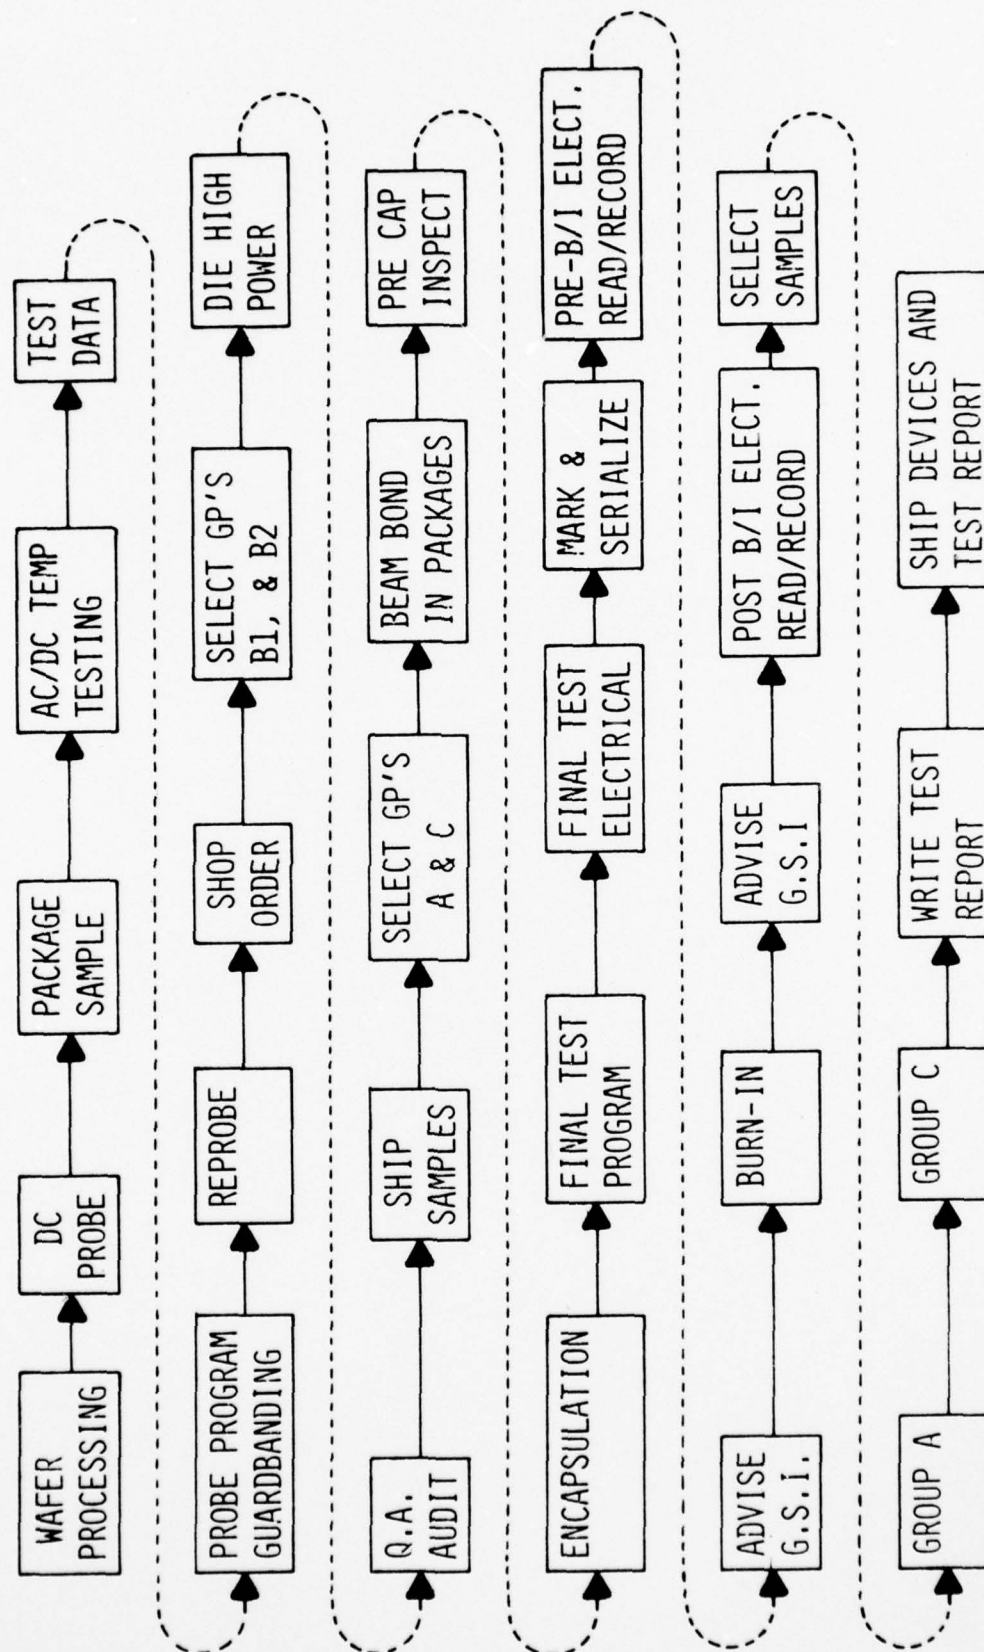 WAFER
PROCESSING
DC
PROBE
PACKAGE
SAMPLE
AC/DC TEMP
TESTING
TEST
DATA
PROBE PROGRAM
GUARDBANDING
REPROBE
SHOP
ORDER
SELECT GP'S
B1, & B2
DIE HIGH
POWER
Q.A.
AUDIT
SHIP
SAMPLES
SELECT GP'S
A & C
BEAM BOND
IN PACKAGES
PRE CAP
INSPECT
ENCAPSULATION
FINAL TEST
PROGRAM
FINAL TEST
ELECTRICAL
MARK &
SERIALIZE
PRE-B/I ELECT.
READ/RECORD
ADVISE
G.S.I.
BURN-IN
ADVISE
G.S.I
POST B/I ELECT.
READ/RECORD
SELECT
SAMPLES
GROUP A
GROUP C
WRITE TEST
REPORT
SHIP DEVICES AND
TEST REPORT